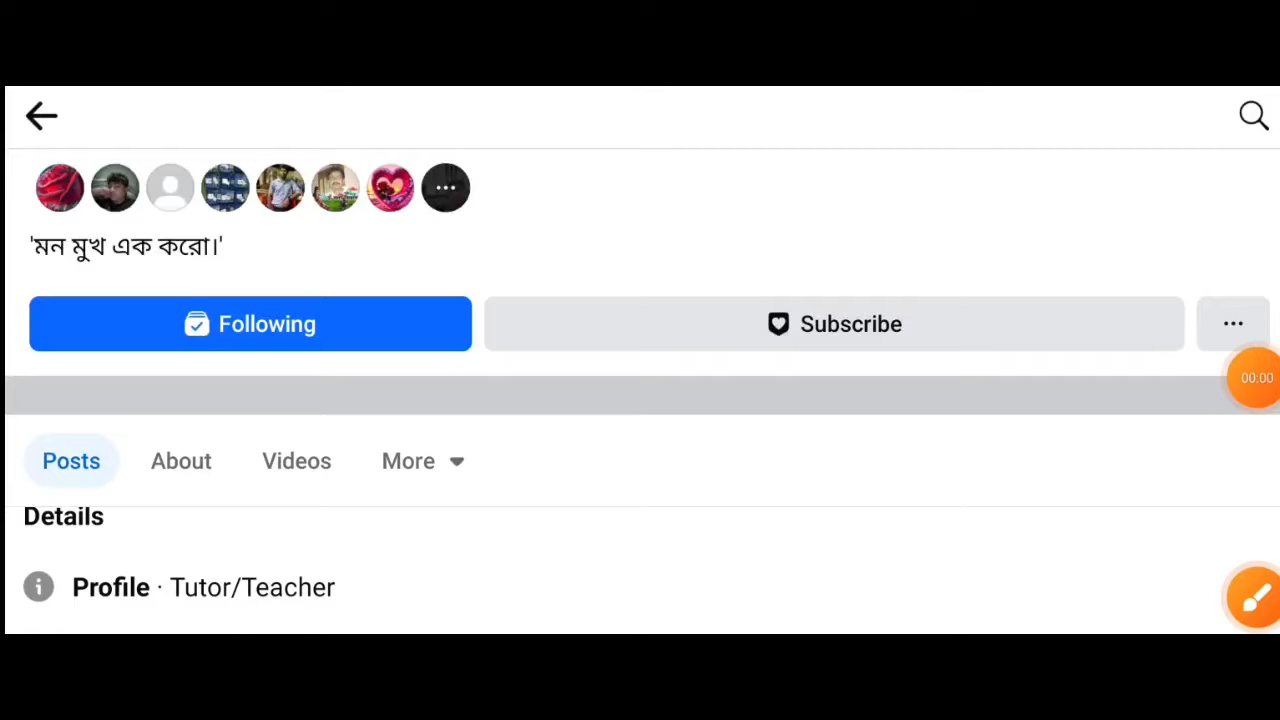 'মন মুখ এক করো।'
Following
Subscribe
00:00
Posts About Videos More
Details
Profile · Tutor/Teacher